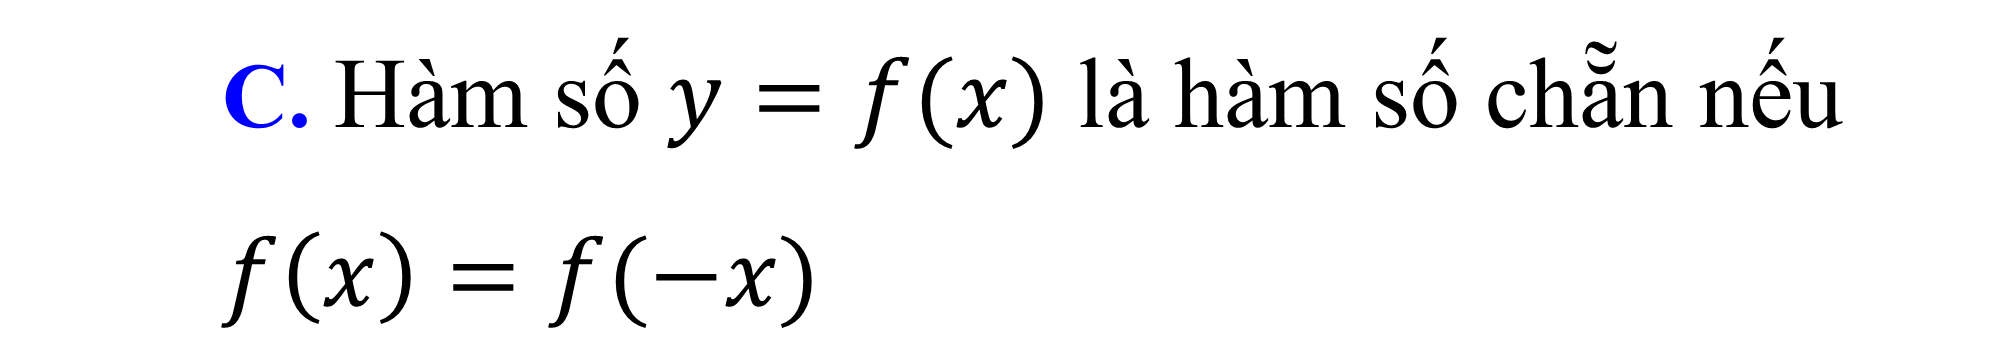 C. Hàm số y = f(x) là hàm số chẵn nếu
f(x) = f(−x)